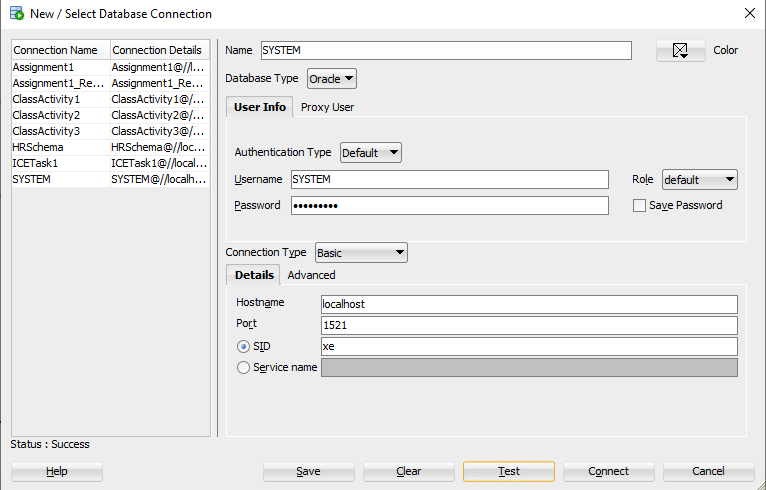 New / Select Database Connection
Connection Name Connection Details
Assignment1 Assignment1@//l...
Assignment1_Re... Assignment1_Re...
ClassActivity1 ClassActivity1@/...
ClassActivity2 ClassActivity2@/...
ClassActivity3 ClassActivity3@/...
HRSchema HRSchema@//loc...
ICETask1 ICETask1@//local...
SYSTEM SYSTEM@//localh...
Name SYSTEM Color
Database Type Oracle
User Info Proxy User
Authentication Type Default
Username SYSTEM Role default
Password ••••••••• Save Password
Connection Type Basic
Details Advanced
Hostname localhost
Port 1521
SID xe
Service name
Status : Success
Help Save Clear Test Connect Cancel